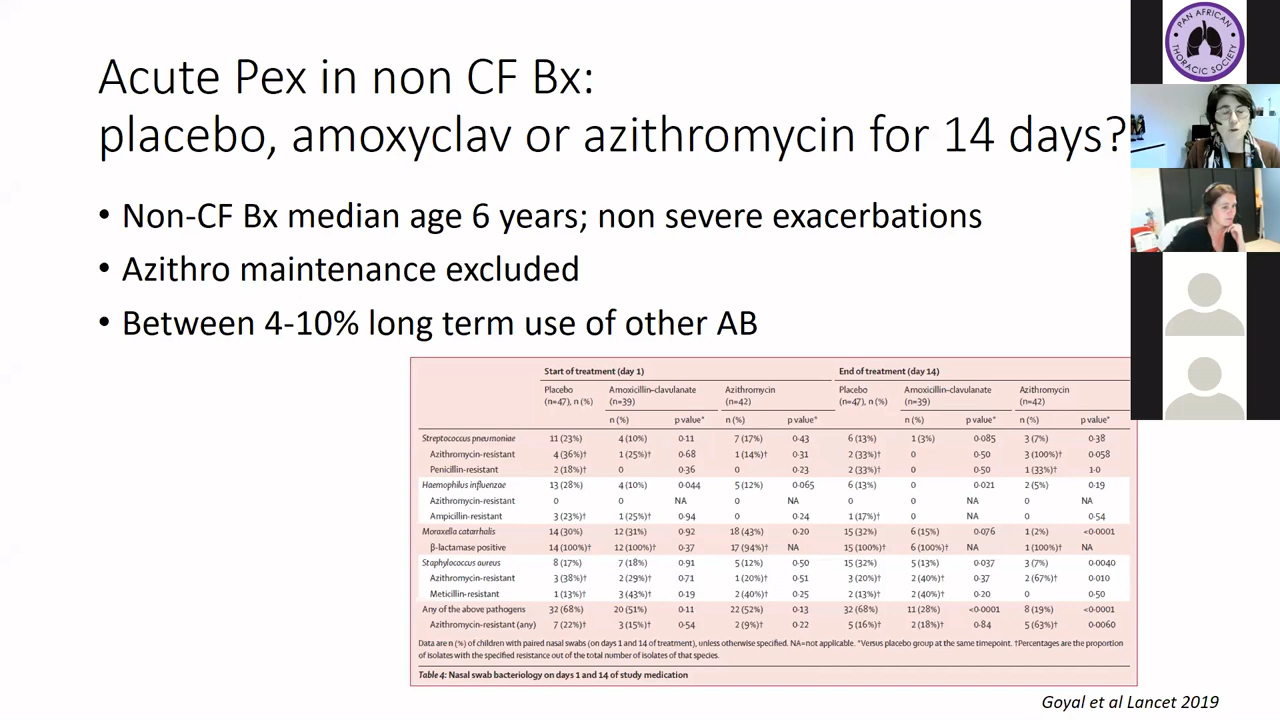 Acute Pex in non CF Bx:
placebo, amoxyclav or azithromycin for 14 days?
• Non-CF Bx median age 6 years; non severe exacerbations
• Azithro maintenance excluded
• Between 4-10% long term use of other AB
Start of treatment (day 1) End of treatment (day 14)
Placebo Amoxicillin–clavulanate Azithromycin Placebo Amoxicillin–clavulanate Azithromycin
(n=47), n (%) (n=39) (n=42) (n=47), n (%) (n=39) (n=42)
n (%) p value* n (%) p value* n (%) p value* n (%) p value*
Streptococcus pneumoniae 11 (23%) 4 (10%) 0·11 7 (17%) 0·43 6 (13%) 1 (3%) 0·085 3 (7%) 0·38
Azithromycin-resistant 4 (36%)† 1 (25%)† 0·68 1 (14%)† 0·31 2 (33%)† 0 0·50 3 (100%)† 0·058
Penicillin-resistant 2 (18%)† 0 0·36 0 0·23 2 (33%)† 0 0·50 1 (33%)† 1·0
Haemophilus influenzae 13 (28%) 4 (10%) 0·044 5 (12%) 0·065 6 (13%) 0 0·021 2 (5%) 0·19
Azithromycin-resistant 0 0 NA 0 NA 0 0 NA 0 NA
Ampicillin-resistant 3 (23%)† 1 (25%)† 0·94 0 0·24 1 (17%)† 0 NA 0 0·54
Moraxella catarrhalis 14 (30%) 12 (31%) 0·92 18 (43%) 0·20 15 (32%) 6 (15%) 0·076 1 (2%) <0·0001
β-lactamase positive 14 (100%)† 12 (100%)† 0·37 17 (94%)† NA 15 (100%)† 6 (100%)† NA 1 (100%)† NA
Staphylococcus aureus 8 (17%) 7 (18%) 0·91 5 (12%) 0·50 15 (32%) 5 (13%) 0·037 3 (7%) 0·0040
Azithromycin-resistant 3 (38%)† 2 (29%)† 0·71 1 (20%)† 0·51 3 (20%)† 2 (40%)† 0·37 2 (67%)† 0·010
Meticillin-resistant 1 (13%)† 3 (43%)† 0·19 2 (40%)† 0·25 2 (13%)† 2 (40%)† 0·20 0 0·50
Any of the above pathogens 32 (68%) 20 (51%) 0·11 22 (52%) 0·13 32 (68%) 11 (28%) <0·0001 8 (19%) <0·0001
Azithromycin-resistant (any) 7 (22%)† 3 (15%)† 0·54 2 (9%)† 0·22 5 (16%)† 2 (18%)† 0·84 5 (63%)† 0·0060
Data are n (%) of children with paired nasal swabs (on days 1 and 14 of treatment), unless otherwise specified. NA=not applicable. *Versus placebo group at the same timepoint. †Percentages are the proportion
of isolates with the specified resistance out of the total number of isolates of that species.
Table 4: Nasal swab bacteriology on days 1 and 14 of study medication
Goyal et al Lancet 2019
PAN AFRICAN
THORACIC SOCIETY